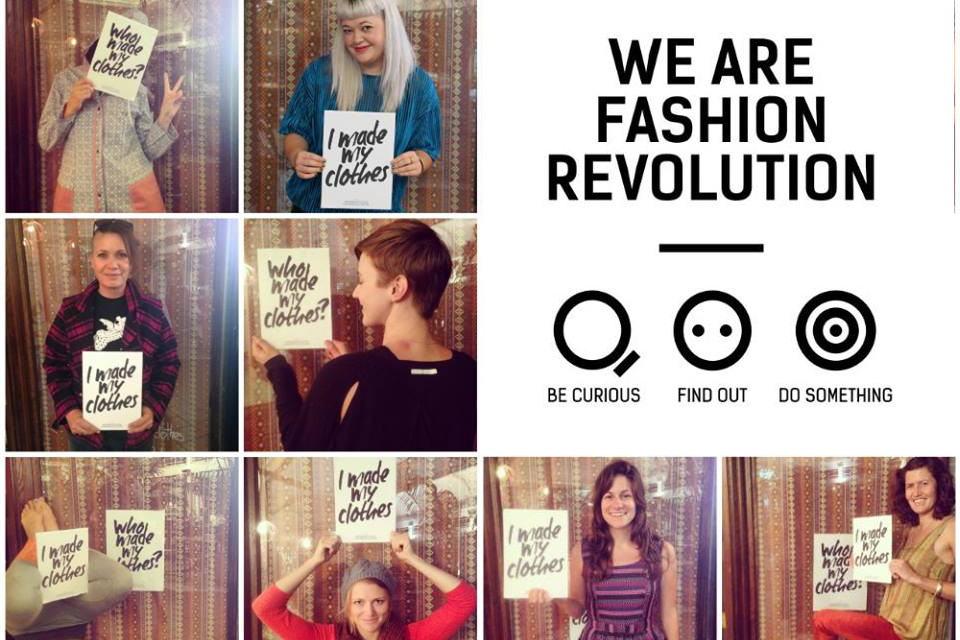 Who
made
my
clothes?
I made
my
clothes
WE ARE
FASHION
REVOLUTION
BE CURIOUS
FIND OUT
DO SOMETHING
I made
my
clothes
clothes
Who
made
my
clothes?
I made
my
clothes
Who
made
my
clothes?
I made
my
clothes
I made
my
clothes
Who
mad
my
clothes?
I made
my
clothes